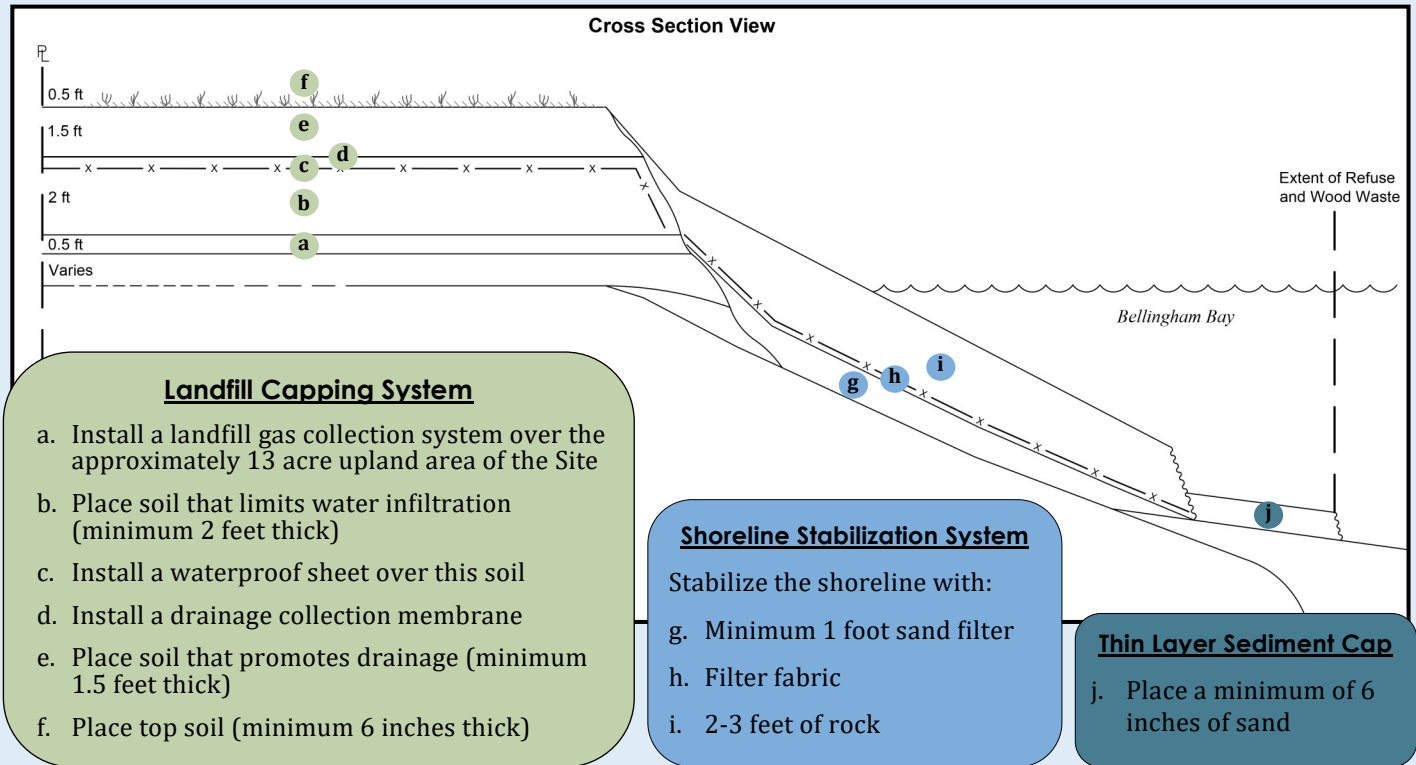 Cross Section View
PL
0.5 ft
1.5 ft
2 ft
0.5 ft
Varies
f
e
d
c
b
a
Extent of Refuse
and Wood Waste
Bellingham Bay
g
h
i
j
Landfill Capping System
a. Install a landfill gas collection system over the
approximately 13 acre upland area of the Site
b. Place soil that limits water infiltration
(minimum 2 feet thick)
c. Install a waterproof sheet over this soil
d. Install a drainage collection membrane
e. Place soil that promotes drainage (minimum
1.5 feet thick)
f. Place top soil (minimum 6 inches thick)
Shoreline Stabilization System
Stabilize the shoreline with:
g. Minimum 1 foot sand filter
h. Filter fabric
i. 2-3 feet of rock
Thin Layer Sediment Cap
j. Place a minimum of 6
inches of sand